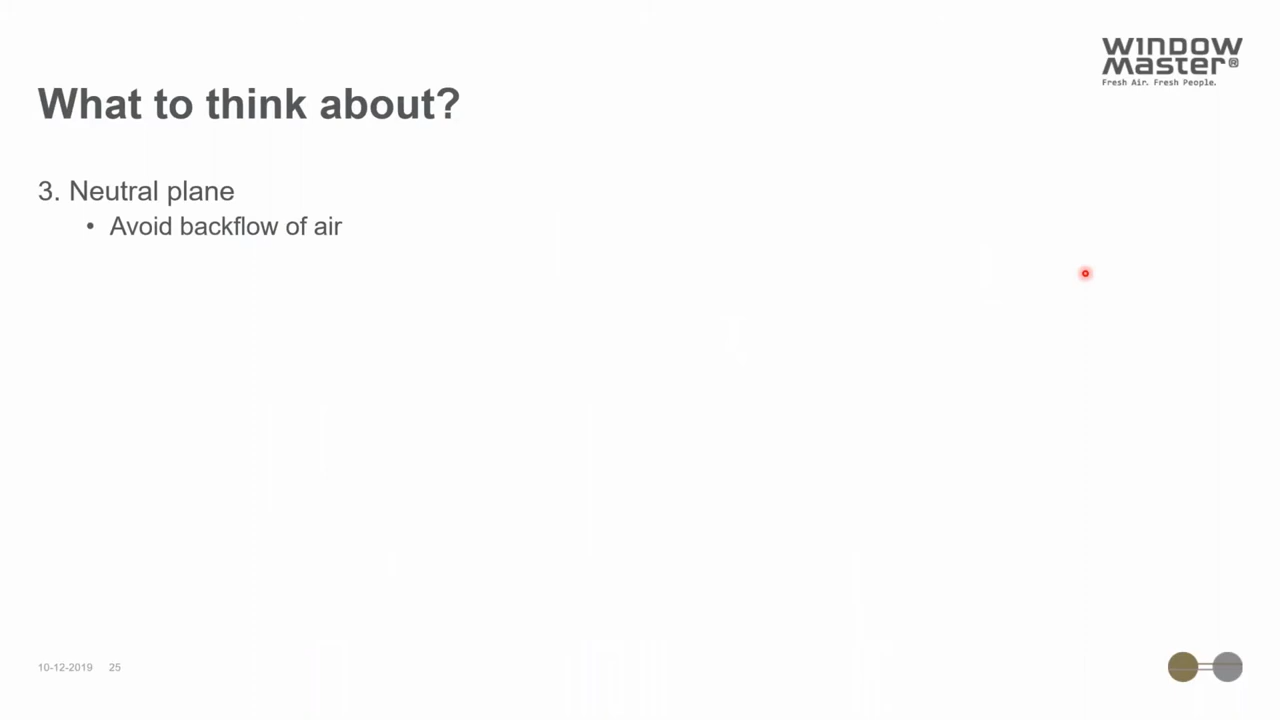 WINDOW
MASTER®
Fresh Air. Fresh People.
What to think about?
3. Neutral plane
• Avoid backflow of air
10-12-2019 25